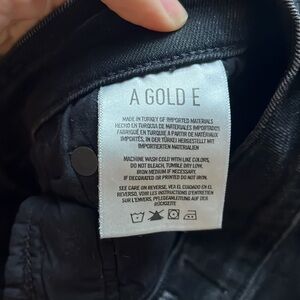 A GOLD E
MADE IN TURKEY OF IMPORTED MATERIALS
HECHO EN TURQUIA DE MATERIALES IMPORTADOS
FABRIQUÉ EN TURQUIE A PARTIR DE MATÉRIAUX
IMPORTÉS, IN DER TÜRKEI HERGESTELLT MIT
IMPORTIERTEN MATERIALIEN
MACHINE WASH COLD WITH LIKE COLORS,
DO NOT BLEACH, TUMBLE DRY LOW.
IRON MEDIUM IF NECESSARY.
IF DECORATED OR PRINTED DO NOT IRON.
SEE CARE ON REVERSE, VEA EL CUIDADO EN EL
REVERSO, VOIR LES INSTRUCTIONS D'ENTRETIEN SUR
L'ENVERS, PFLEGEHINWEISE AUF DER
RÜCKSEITE